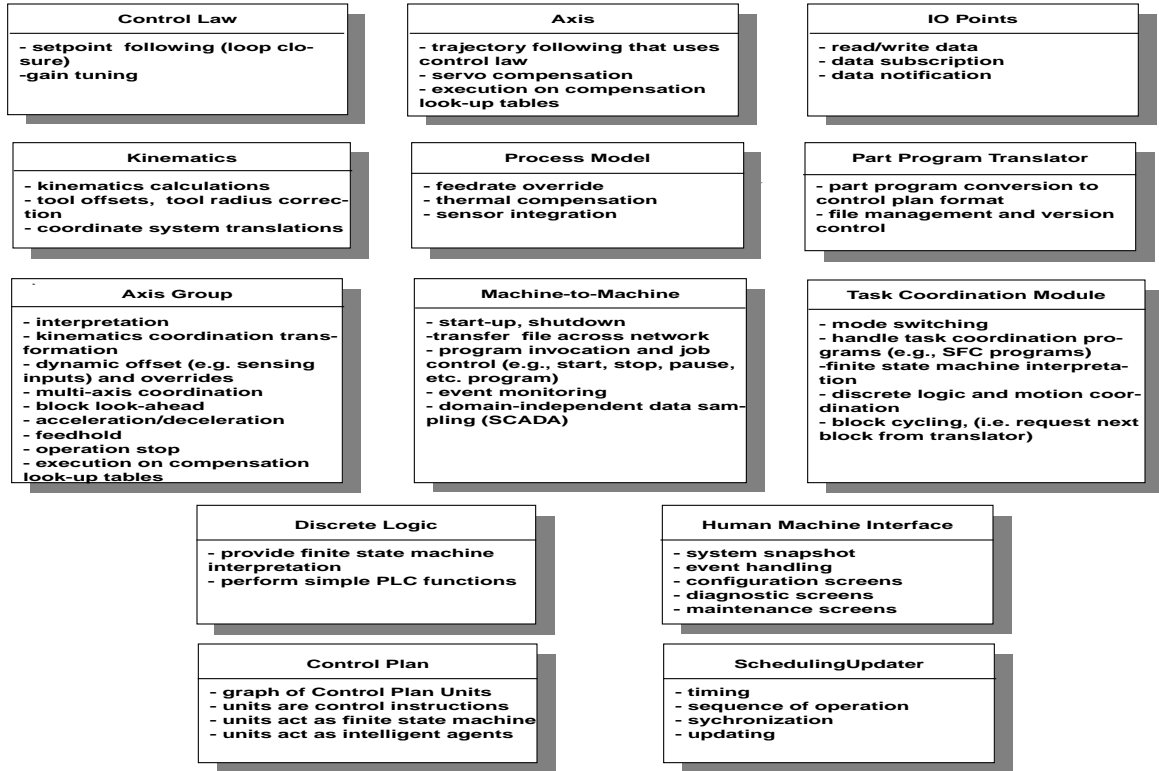 Control Law
- setpoint following (loop clo-
sure)
-gain tuning
Axis
- trajectory following that uses
control law
- servo compensation
- execution on compensation
look-up tables
IO Points
- read/write data
- data subscription
- data notification
Kinematics
- kinematics calculations
- tool offsets, tool radius correc-
tion
- coordinate system translations
Process Model
- feedrate override
- thermal compensation
- sensor integration
Part Program Translator
- part program conversion to
control plan format
- file management and version
control
Axis Group
- interpretation
- kinematics coordination trans-
formation
- dynamic offset (e.g. sensing
inputs) and overrides
- multi-axis coordination
- block look-ahead
- acceleration/deceleration
- feedhold
- operation stop
- execution on compensation
look-up tables
Machine-to-Machine
- start-up, shutdown
-transfer file across network
- program invocation and job
control (e.g., start, stop, pause,
etc. program)
- event monitoring
- domain-independent data sam-
pling (SCADA)
Task Coordination Module
- mode switching
- handle task coordination pro-
grams (e.g., SFC programs)
-finite state machine interpreta-
tion
- discrete logic and motion coor-
dination
- block cycling, (i.e. request next
block from translator)
Discrete Logic
- provide finite state machine
interpretation
- perform simple PLC functions
Human Machine Interface
- system snapshot
- event handling
- configuration screens
- diagnostic screens
- maintenance screens
Control Plan
- graph of Control Plan Units
- units are control instructions
- units act as finite state machine
- units act as intelligent agents
SchedulingUpdater
- timing
- sequence of operation
- sychronization
- updating